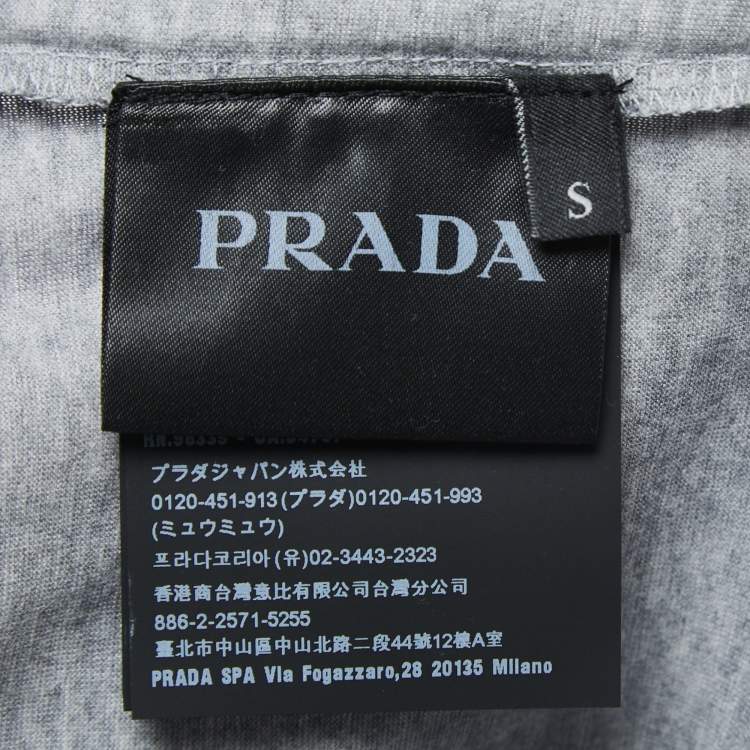 PRADA
S
RN.98339
プラダジャパン株式会社
0120-451-913(プラダ)0120-451-993
(ミュウミュウ)
프라다코리아(유)02-3443-2323
香港商台灣意比有限公司台灣分公司
886-2-2571-5255
臺北市中山區中山北路二段44號12樓A室
PRADA SPA Via Fogazzaro,28 20135 Milano